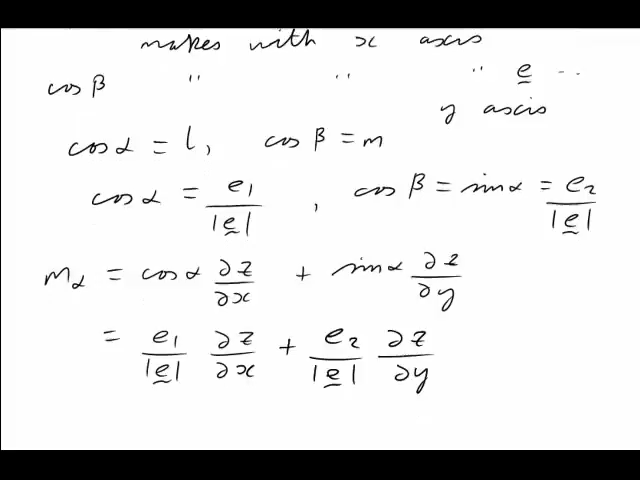 makes with x axis
cos β " " " e̲ ...
y axis
cos α = l, cos β = m
cos α = e₁/|e̲| , cos β = sin α = e₂/|e̲|
m_α = cos α ∂z/∂x + sin α ∂z/∂y
= e₁/|e̲| ∂z/∂x + e₂/|e̲| ∂z/∂y